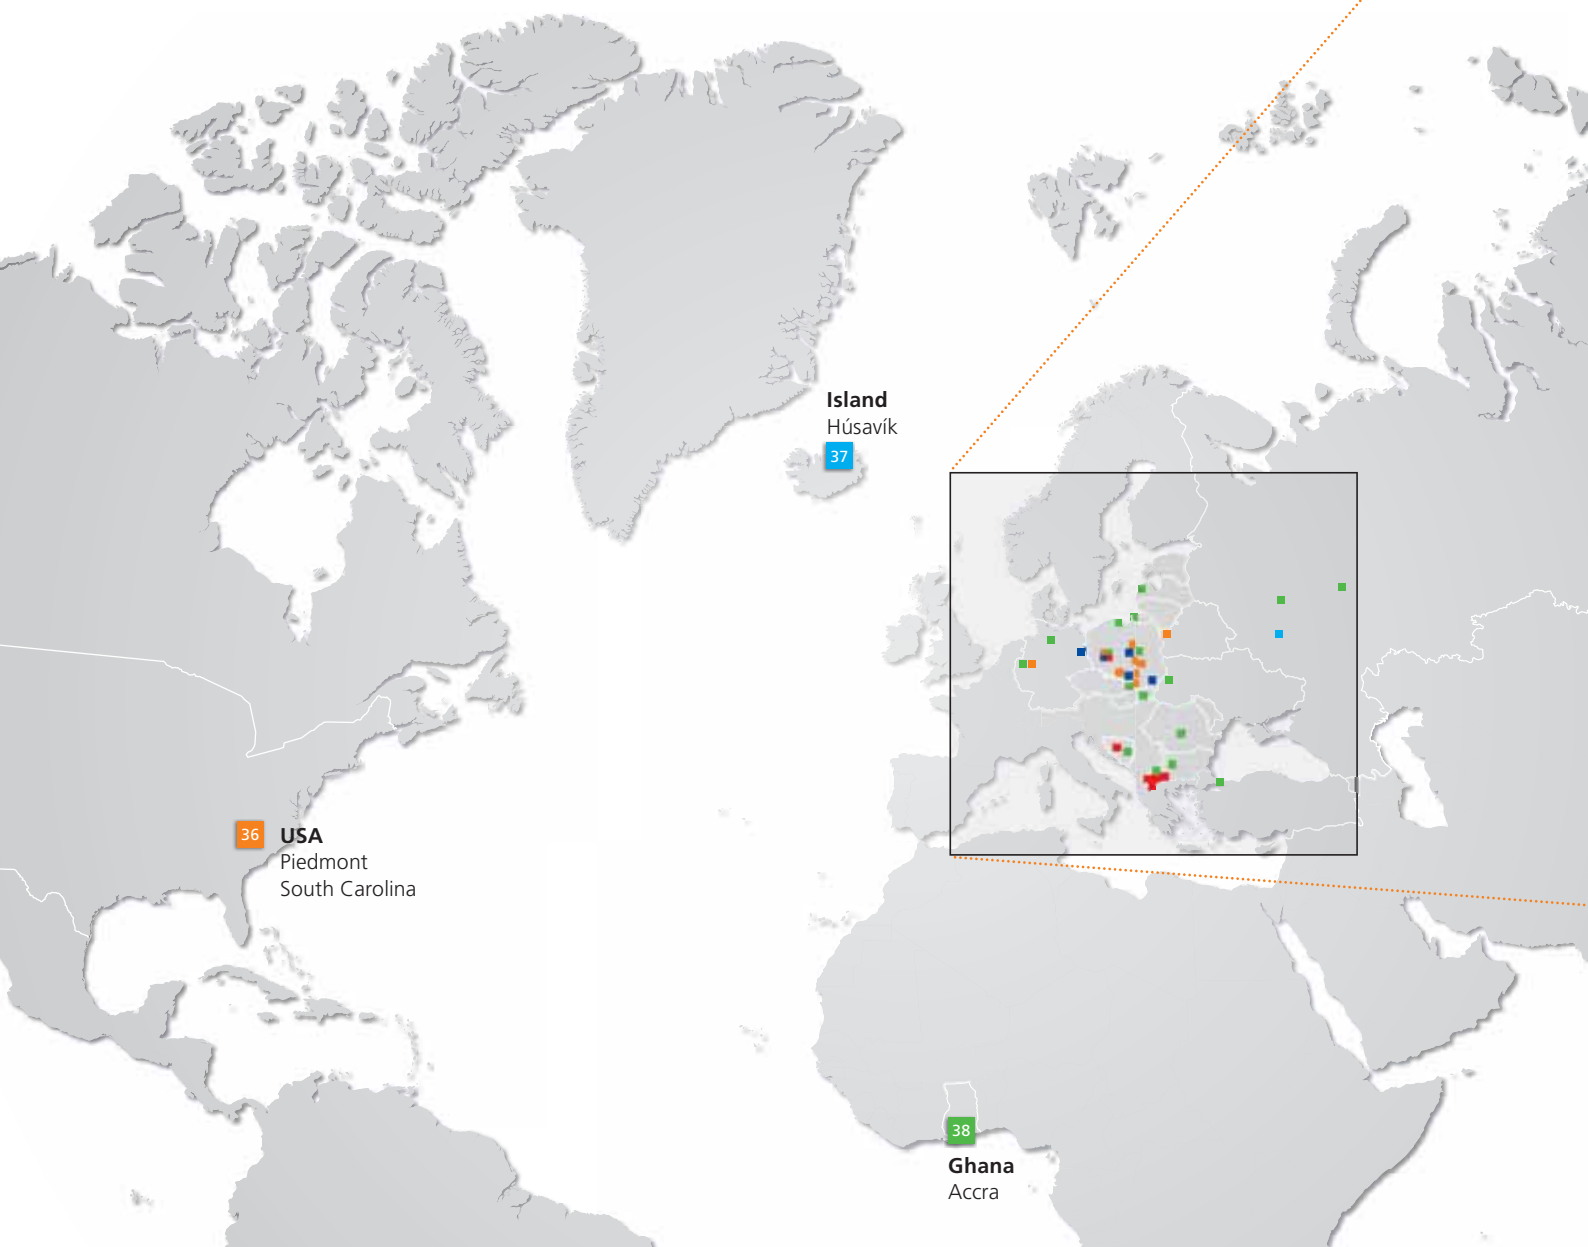 Island
Húsavík
37
36
USA
Piedmont
South Carolina
38
Ghana
Accra